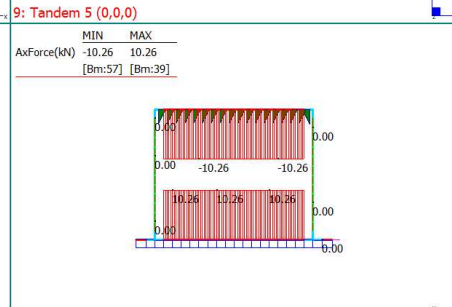 9: Tandem 5 (0,0,0)
MIN MAX
AxForce(kN) -10.26 10.26
[Bm:57] [Bm:39]
0.00 0.00
0.00 -10.26 -10.26
10.26 10.26 10.26 0.00
0.00
0.00